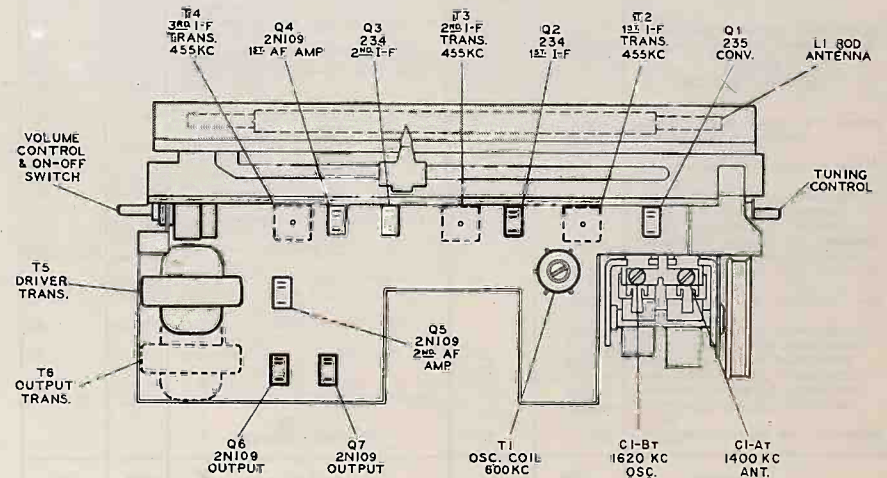 T4
3RD. I-F
TRANS.
455KC
Q4
2N109
1ST. AF AMP
Q3
234
2ND. I-F
T3
2ND. I-F
TRANS.
455KC
Q2
234
1ST. I-F
T2
1ST. I-F
TRANS.
455KC
Q1
235
CONV.
L1 ROD
ANTENNA
VOLUME
CONTROL
& ON-OFF
SWITCH
TUNING
CONTROL
T5
DRIVER
TRANS.
T6
OUTPUT
TRANS.
Q5
2N109
2ND. AF
AMP
Q6
2N109
OUTPUT
Q7
2N109
OUTPUT
T1
OSC. COIL
600KC
C1-BT
1620 KC
OSC.
C1-AT
1400 KC
ANT.